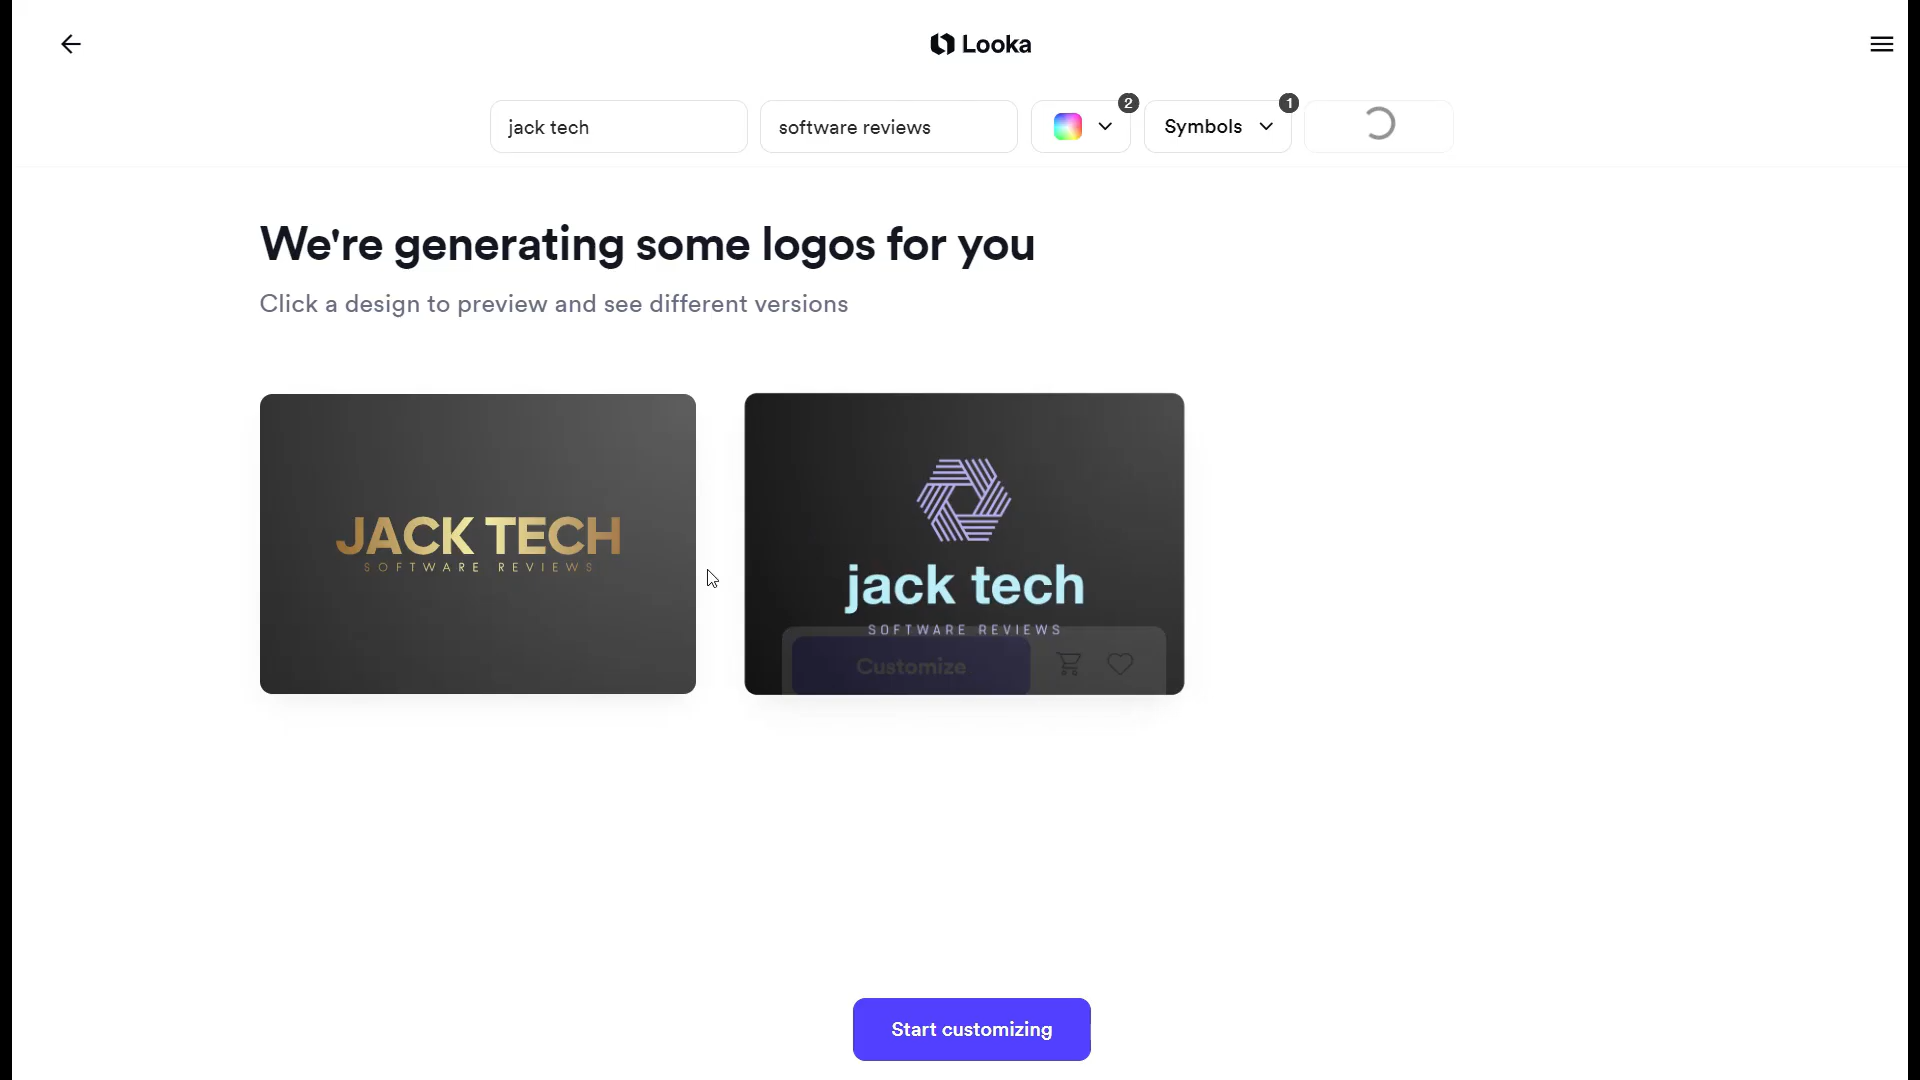 Looka
jack tech
software reviews
2
Symbols
1
We're generating some logos for you
Click a design to preview and see different versions
JACK TECH
SOFTWARE REVIEWS
jack tech
SOFTWARE REVIEWS
Customize
Start customizing